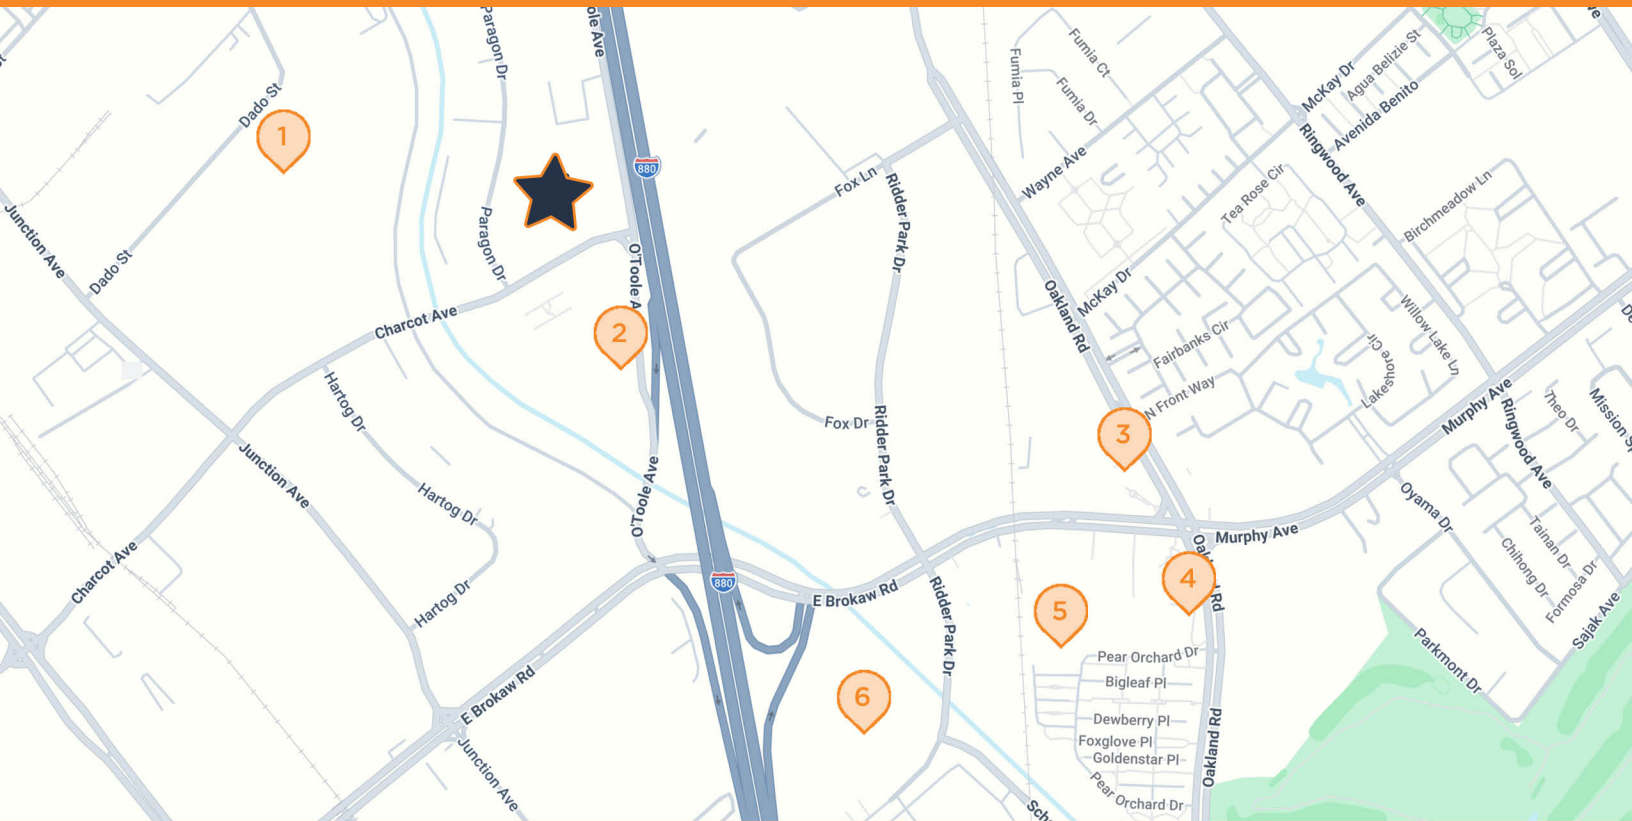 O'Toole Ave
Paragon Dr
Fumia Ct
Fumia Pl
Fumia Dr
McKay Dr
Agua Belizie St
Plaza Sol
Avenida Benito
Dado St
1
880
Wayne Ave
Ringwood Ave
Fox Ln
Ridder Park Dr
Tea Rose Cir
Birchmeadow Ln
Junction Ave
Paragon Dr
Dado St
O'Toole A
McKay Dr
Oakland Rd
Charcot Ave
2
Fairbanks Cir
Willow Lake Ln
Lakeshore Cir
N Front Way
Hartog Dr
Fox Dr
Ridder Park Dr
3
Murphy Ave
Theo Dr
Mission S
Ringwood Ave
Junction Ave
Hartog Dr
O'Toole Ave
Oyama Dr
Murphy Ave
Tainan Dr
Chihong Dr
Formosa Dr
Sajak Ave
Charcot Ave
Hartog Dr
880
E Brokaw Rd
Ridder Park Dr
5
4
Oakland Rd
Pear Orchard Dr
Bigleaf Pl
Parkmont Dr
6
E Brokaw Rd
Dewberry Pl
Foxglove Pl
Goldenstar Pl
Oakland Rd
Junction Ave
Pear Orchard Dr